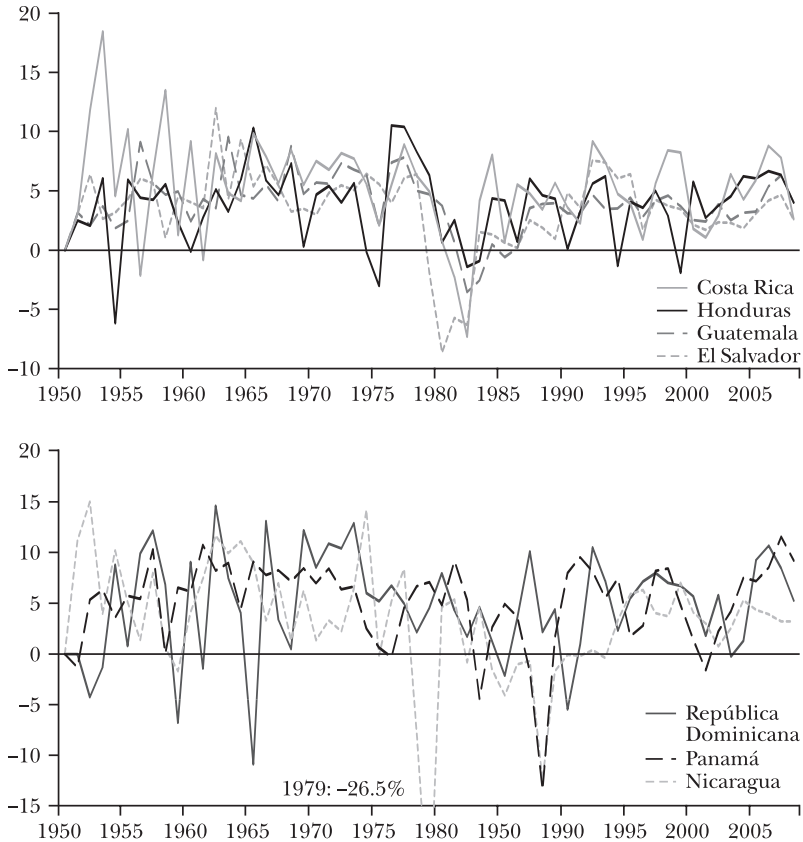 20
15
10
5
0
−5
−10
Costa Rica
Honduras
Guatemala
El Salvador
1950 1955 1960 1965 1970 1975 1980 1985 1990 1995 2000 2005
20
15
10
5
0
−5
−10
−15
República
Dominicana
Panamá
Nicaragua
1979: −26.5%
1950 1955 1960 1965 1970 1975 1980 1950 1990 1995 2000 2005